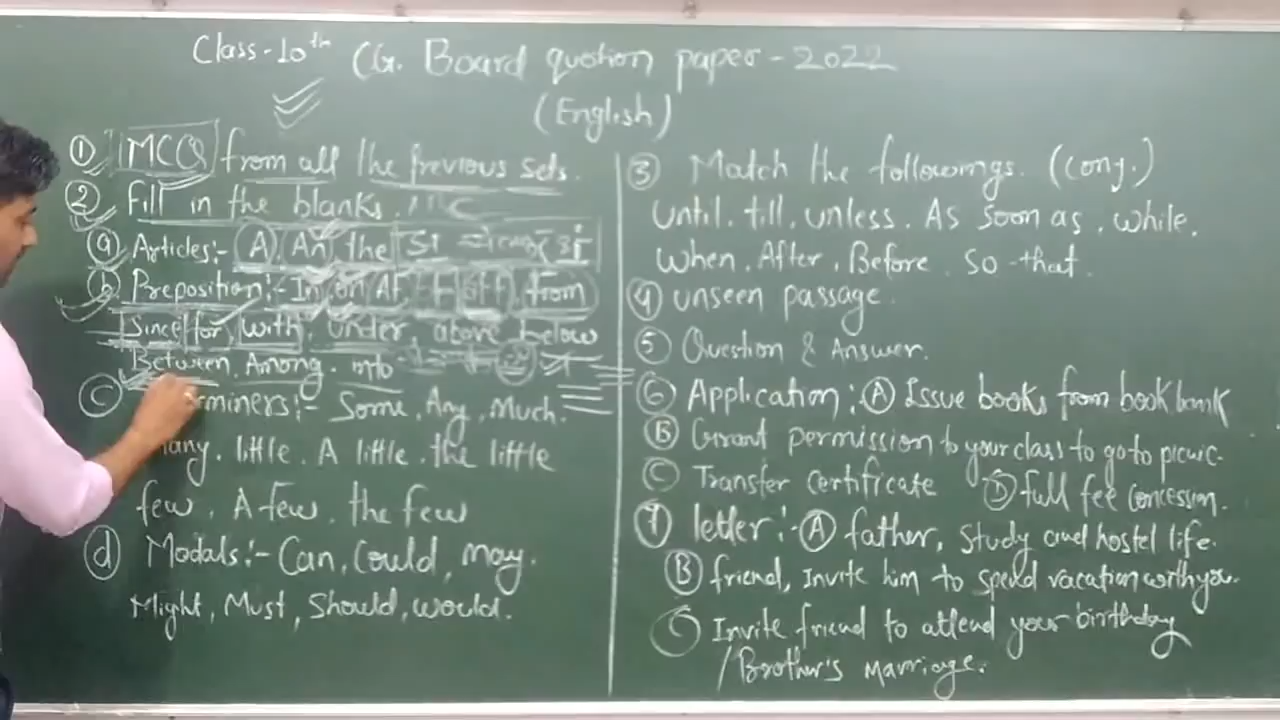 Class-10th CG. Board quotion paper - 2022
(English)
① MCQ from all the previous sets.
② Fill in the blanks.
ⓐ Articles:- A, An, the
ⓑ Preposition:- In, on, At, off, from
Since, for, with, under, above, below
Between, Among, into
ⓒ erminers:- Some, Any, Much.
any, little. A little. the little
few. A few. the few
ⓓ Modals:- Can, Could, may.
Might, Must, Should, would.
③ Match the followings. (Conj.)
until, till, unless. As soon as, while,
when, After, Before. So - that.
④ unseen passage.
⑤ Question & Answer.
⑥ Application: Ⓐ Issue books from book bank
Ⓑ Grant permission to your class to go to picnic.
Ⓒ Transfer certificate Ⓓ full fee concession.
⑦ letter:- Ⓐ father, Study and hostel life.
Ⓑ friend, Invite him to spend vacation with you.
Ⓒ Invite friend to attend your birthday
/Brother's Marriage.